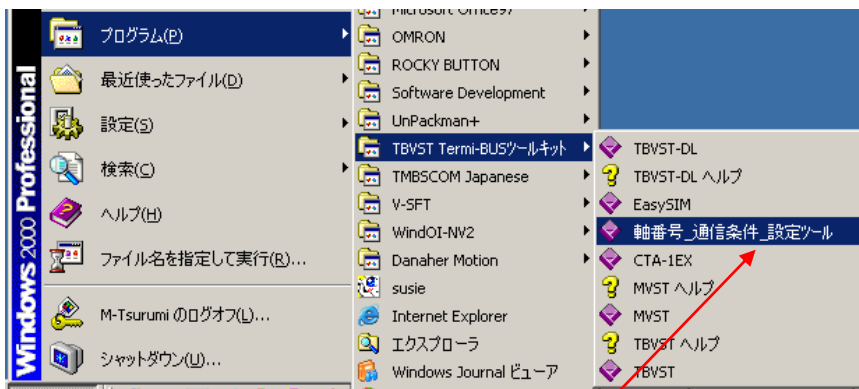 Windows 2000 Professional
プログラム(P)
最近使ったファイル(D)
設定(S)
検索(C)
ヘルプ(H)
ファイル名を指定して実行(R)...
M-Tsurumi のログオフ(L)...
シャットダウン(U)...
Microsoft Office97
OMRON
ROCKY BUTTON
Software Development
UnPackman+
TBVST Termi-BUSツールキット
TMBSCOM Japanese
V-SFT
WindOI-NV2
Danaher Motion
susie
Internet Explorer
エクスプローラ
Windows Journal ビューア
TBVST-DL
TBVST-DL ヘルプ
EasySIM
軸番号_通信条件_設定ツール
CTA-1EX
MVST ヘルプ
MVST
TBVST ヘルプ
TBVST